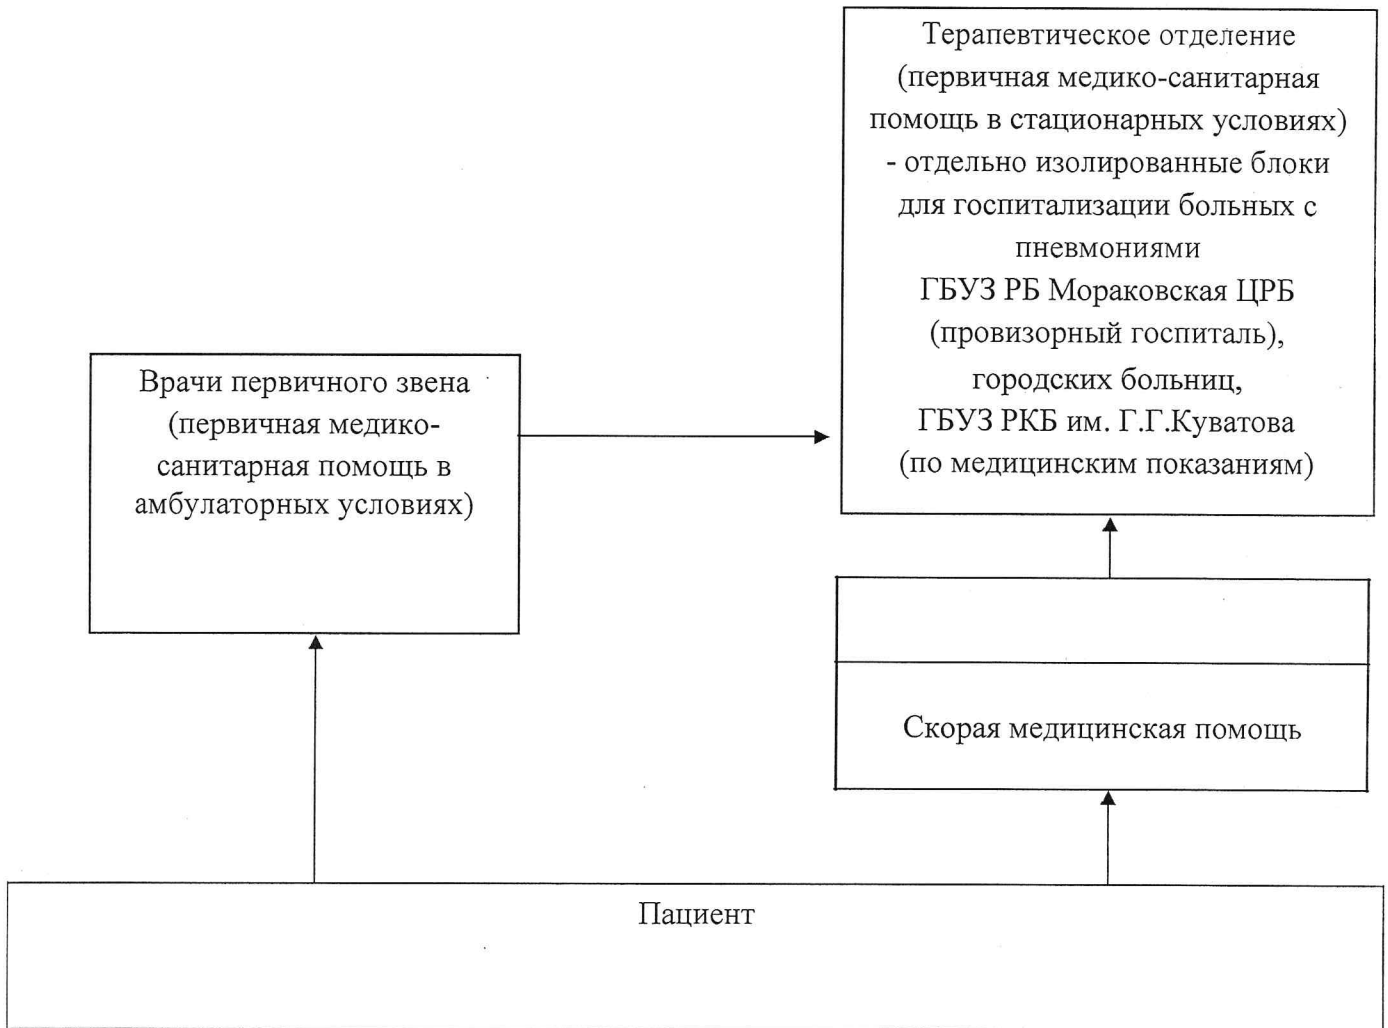 Терапевтическое отделение
(первичная медико-санитарная
помощь в стационарных условиях)
- отдельно изолированные блоки
для госпитализации больных с
пневмониями
ГБУЗ РБ Мораковская ЦРБ
(провизорный госпиталь),
городских больниц,
ГБУЗ РКБ им. Г.Г.Куватова
(по медицинским показаниям)
Врачи первичного звена
(первичная медико-
санитарная помощь в
амбулаторных условиях)
Скорая медицинская помощь
Пациент